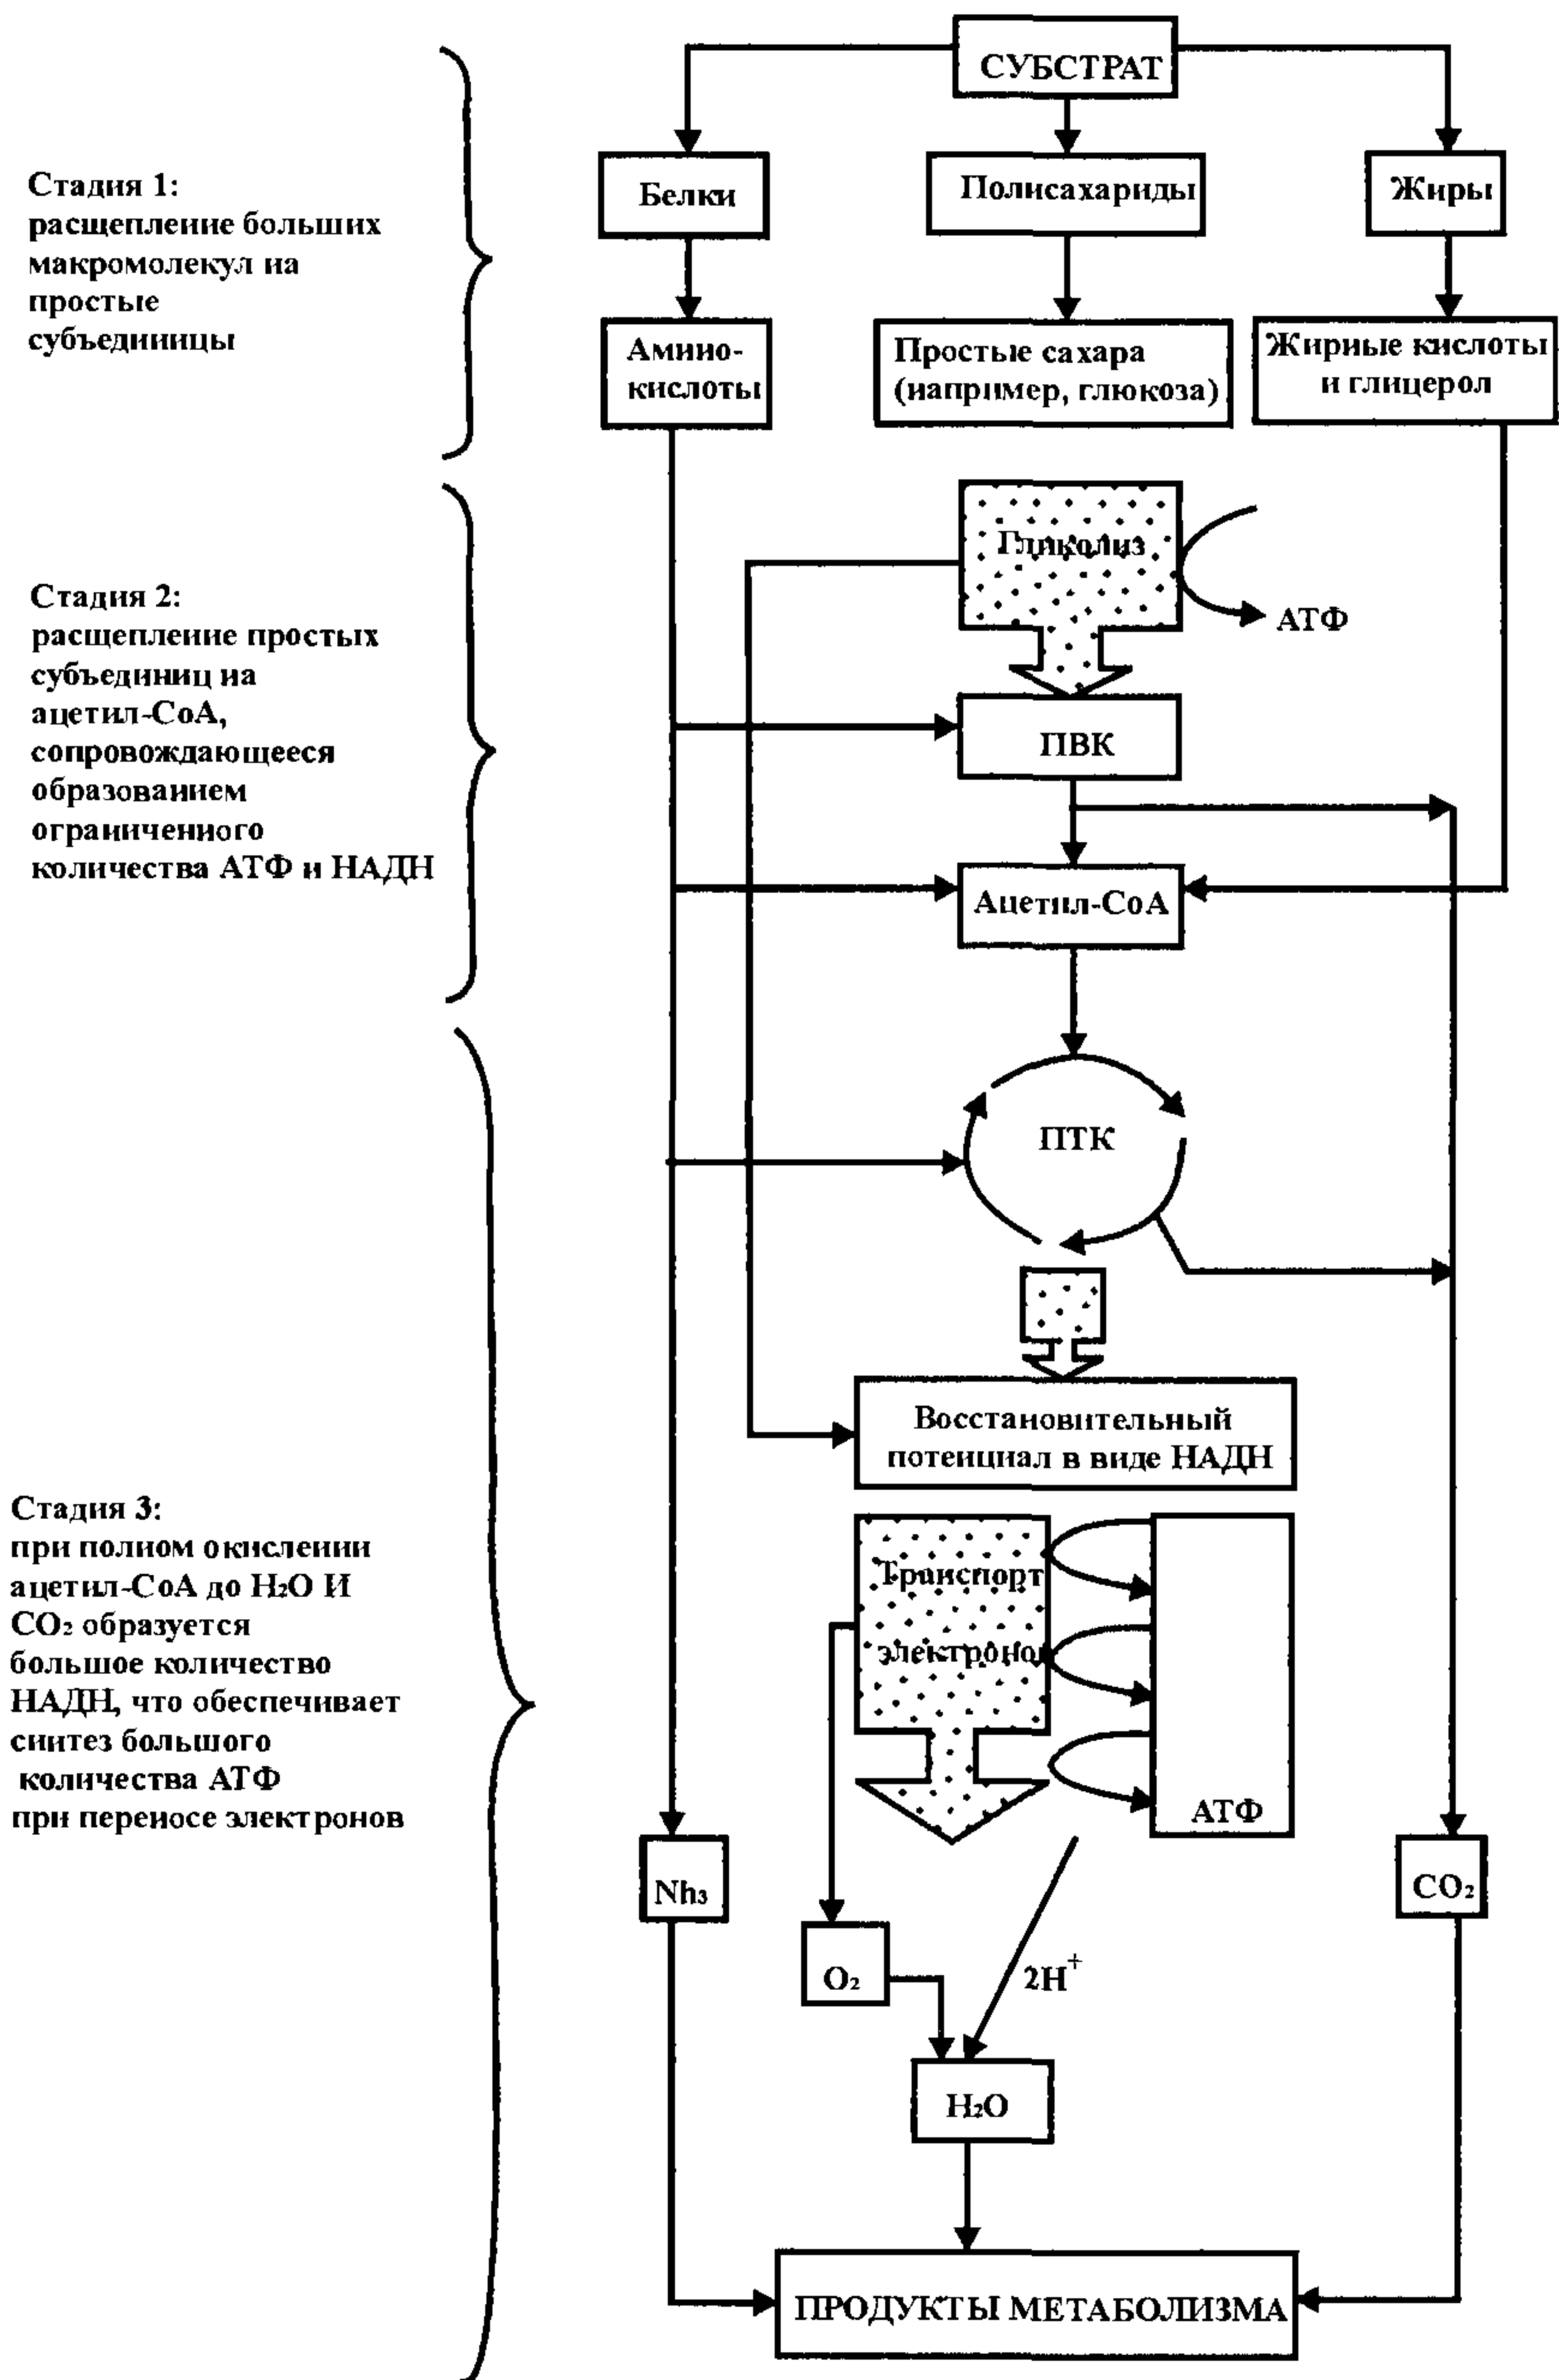 СУБСТРАТ
Белки
Полисахариды
Жиры
Стадия 1:
расщепление больших
макромолекул на
простые
субъединицы
Амино-
кислоты
Простые сахара
(например, глюкоза)
Жирные кислоты
и глицерол
Гликолиз
АТФ
Стадия 2:
расщепление простых
субъединиц на
ацетил-СоА,
сопровождающееся
образованием
ограниченного
количества АТФ и НАДН
ПВК
Ацетил-СоА
ПТК
Восстановительный
потенциал в виде НАДН
Стадия 3:
при полном окислении
ацетил-СоА до H₂O И
CO₂ образуется
большое количество
НАДН, что обеспечивает
синтез большого
количества АТФ
при переносе электронов
Транспорт
электронов
АТФ
Nh₃
CO₂
O₂
2H⁺
H₂O
ПРОДУКТЫ МЕТАБОЛИЗМА